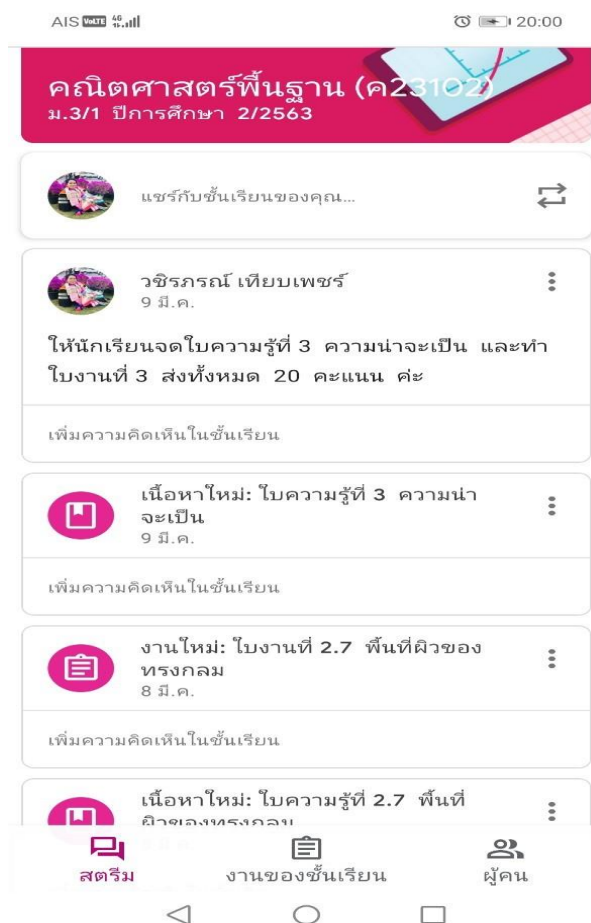 AIS VoLTE 4G 20:00
คณิตศาสตร์พื้นฐาน (ค23102)
ม.3/1 ปีการศึกษา 2/2563
แชร์กับชั้นเรียนของคุณ...
วชิรภรณ์ เทียบเพชร์
9 มี.ค.
ให้นักเรียนจดใบความรู้ที่ 3 ความน่าจะเป็น และทำ
ใบงานที่ 3 ส่งทั้งหมด 20 คะแนน ค่ะ
เพิ่มความคิดเห็นในชั้นเรียน
เนื้อหาใหม่: ใบความรู้ที่ 3 ความน่า
จะเป็น
9 มี.ค.
เพิ่มความคิดเห็นในชั้นเรียน
งานใหม่: ใบงานที่ 2.7 พื้นที่ผิวของ
ทรงกลม
8 มี.ค.
เพิ่มความคิดเห็นในชั้นเรียน
เนื้อหาใหม่: ใบความรู้ที่ 2.7 พื้นที่
ผิวของทรงกลม
สตรีม งานของชั้นเรียน ผู้คน